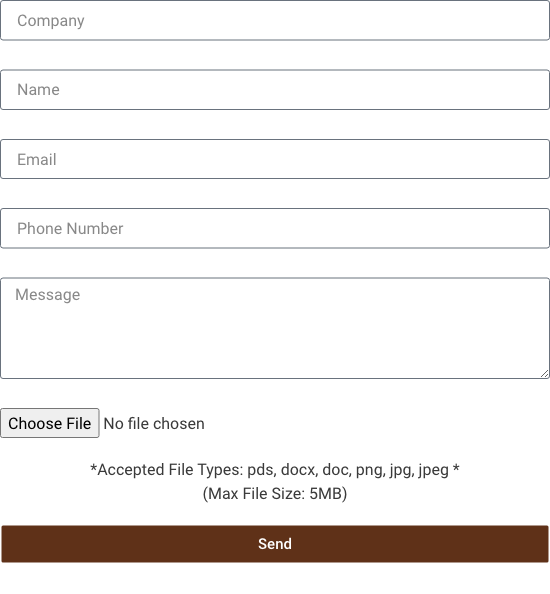 Company
Name
Email
Phone Number
Message
Choose File No file chosen
*Accepted File Types: pds, docx, doc, png, jpg, jpeg *
(Max File Size: 5MB)
Send